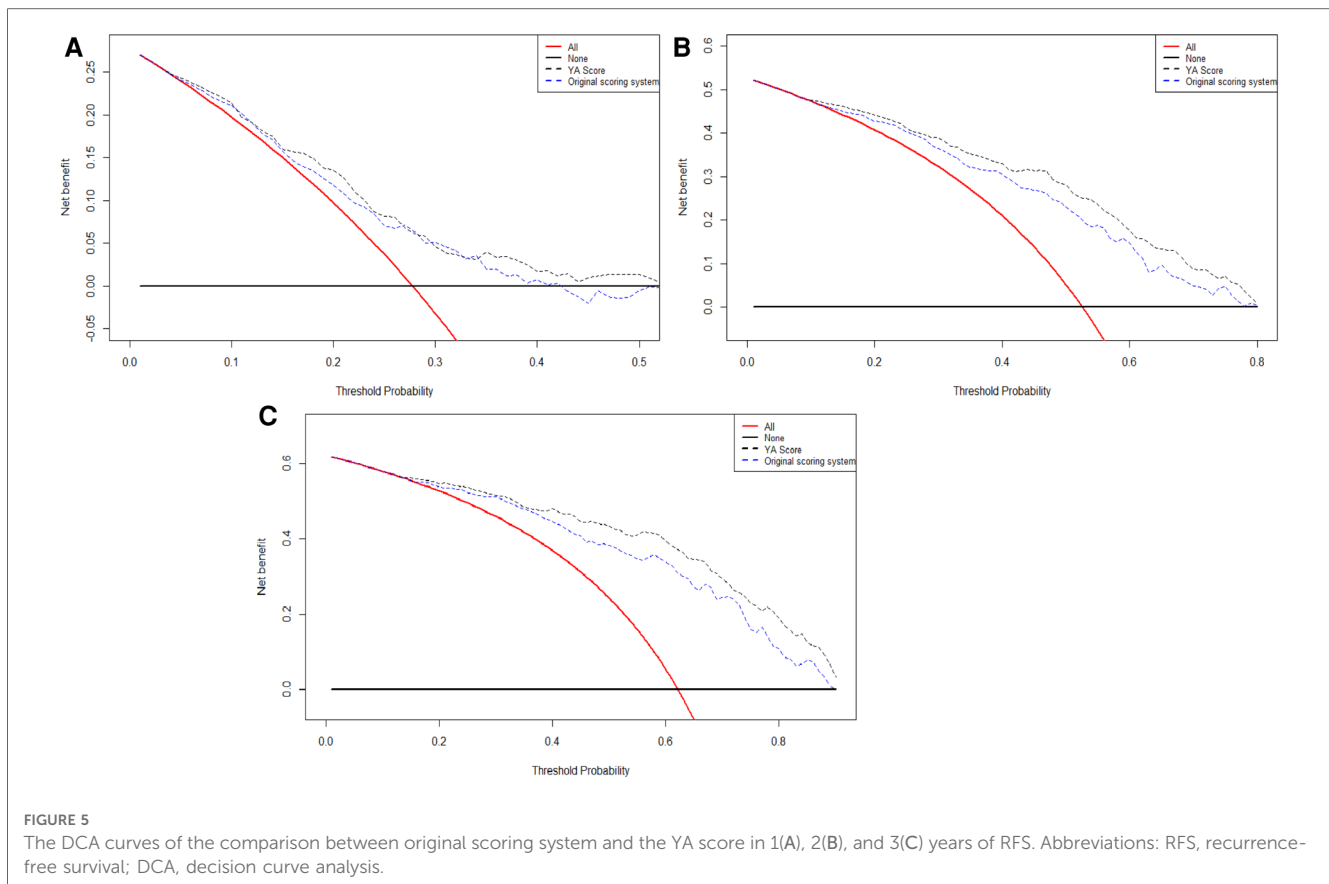 A
All
None
YA Score
Original scoring system
Net benefit
0.25
0.20
0.15
0.10
0.05
0.00
-0.05
0.0 0.1 0.2 0.3 0.4 0.5
Threshold Probability
B
All
None
YA Score
Original scoring system
Net benefit
0.6
0.5
0.4
0.3
0.2
0.1
0.0
0.0 0.2 0.4 0.6 0.8
Threshold Probability
C
All
None
YA Score
Original scoring system
Net benefit
0.6
0.4
0.2
0.0
0.0 0.2 0.4 0.6 0.8
Threshold Probability
FIGURE 5
The DCA curves of the comparison between original scoring system and the YA score in 1(A), 2(B), and 3(C) years of RFS. Abbreviations: RFS, recurrence-
free survival; DCA, decision curve analysis.